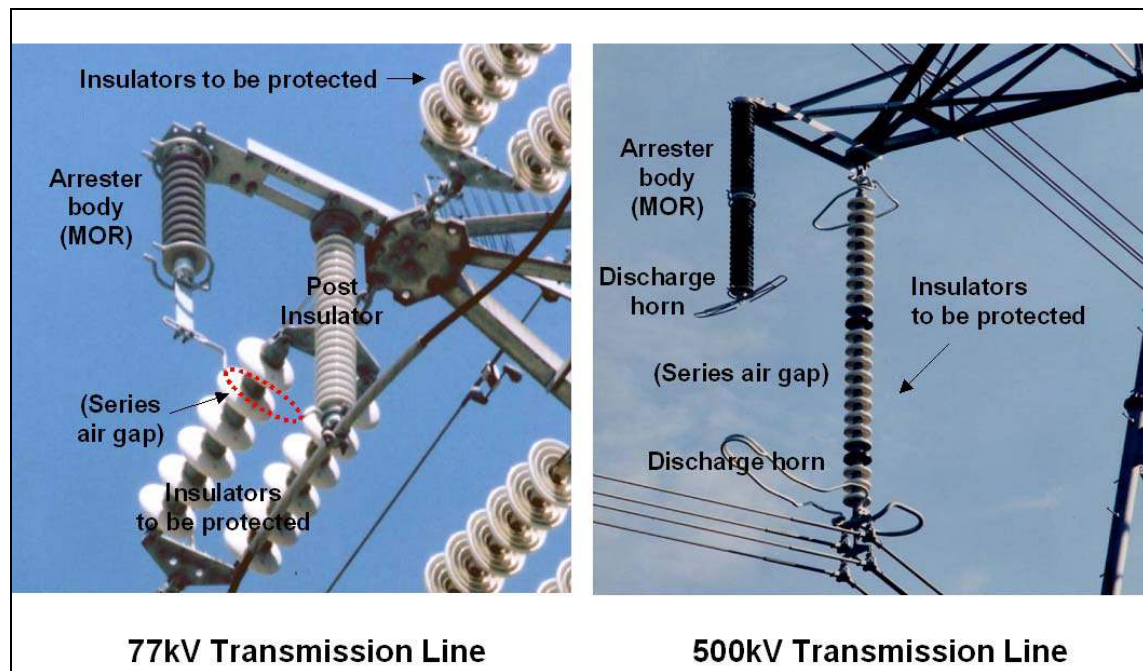 Insulators to be protected
Arrester
body
(MOR)
Post
Insulator
(Series
air gap)
Insulators
to be protected
77kV Transmission Line
Arrester
body
(MOR)
Discharge
horn
Insulators
to be protected
(Series air gap)
Discharge horn
500kV Transmission Line